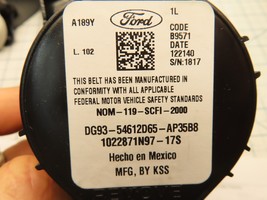 A189Y
Ford
1L
CODE
B9571
L. 102
DATE
122140
S/N:1817
THIS BELT HAS BEEN MANUFACTURED IN
CONFORMITY WITH ALL APPLICABLE
FEDERAL MOTOR VEHICLE SAFETY STANDARDS
NOM-119-SCFI-2000
DG93-54612D65-AP35B8
1022871N97-17S
Hecho en Mexico
MFG, BY KSS